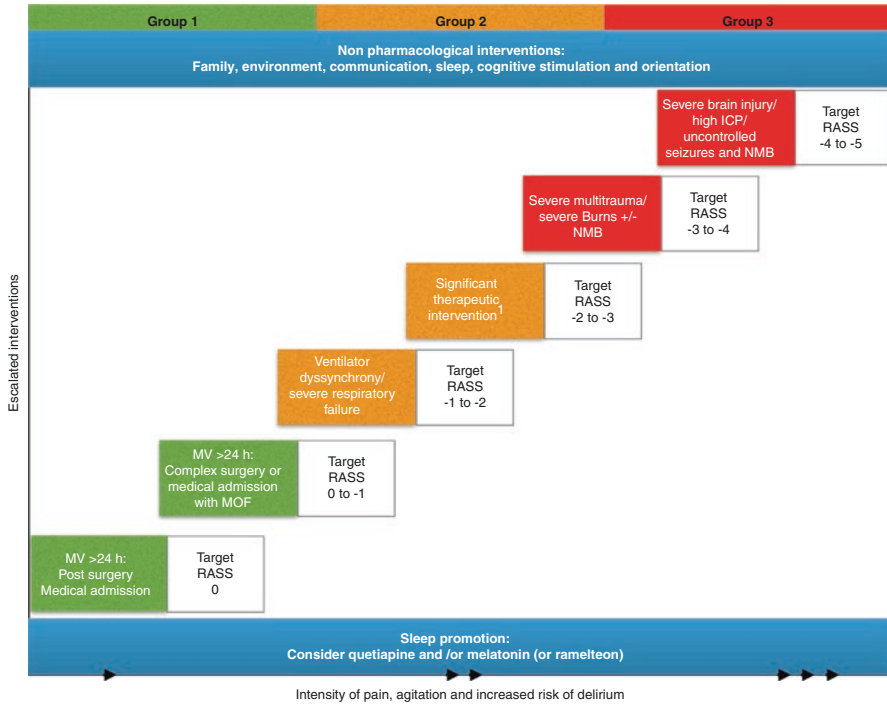 Group 1
Group 2
Group 3
Non pharmacological interventions:
Family, environment, communication, sleep, cognitive stimulation and orientation
Severe brain injury/
high ICP/
uncontrolled
seizures and NMB
Target
RASS
-4 to -5
Severe multitrauma/
severe Burns +/-
NMB
Target
RASS
-3 to -4
Significant
therapeutic
intervention1
Target
RASS
-2 to -3
Ventilator
dyssynchrony/
severe respiratory
failure
Target
RASS
-1 to -2
MV >24 h:
Complex surgery or
medical admission
with MOF
Target
RASS
0 to -1
MV >24 h:
Post surgery
Medical admission
Target
RASS
0
Escalated interventions
Sleep promotion:
Consider quetiapine and /or melatonin (or ramelteon)
Intensity of pain, agitation and increased risk of delirium